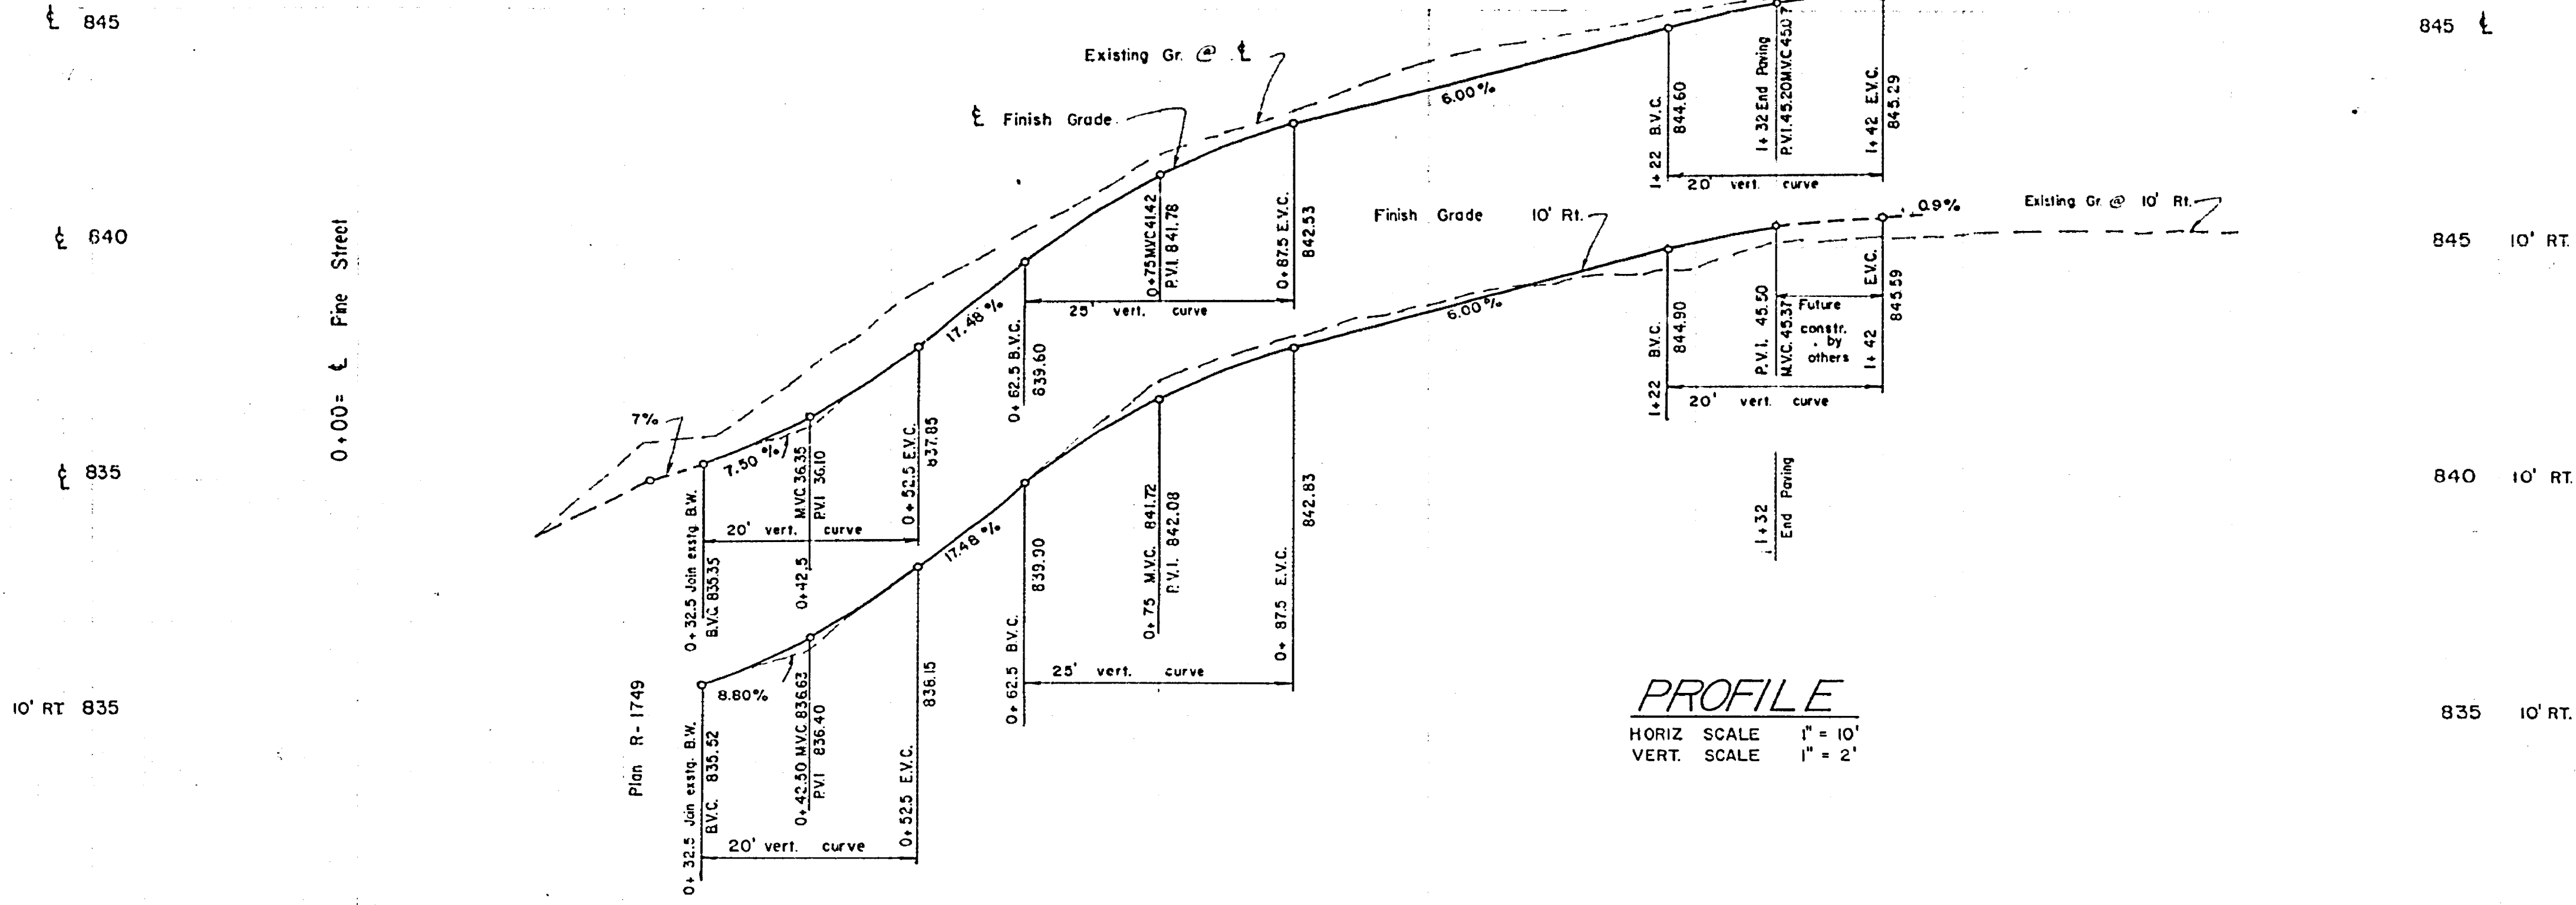 ℄ 845
845 ℄
Existing Gr. @ ℄
℄ Finish Grade
6.00%
1+22 B.V.C.
844.60
1+32 End Paving
P.V.I. 45.20 M.V.C 45.07
1+42 E.V.C.
845.29
20' vert. curve
℄ 840
0+00= ℄ Pine Street
0+75 M.V.C 41.42
P.V.I. 841.78
0+87.5 E.V.C.
842.53
Finish Grade 10' Rt.
0.9%
Existing Gr. @ 10' Rt.
845 10' RT.
17.48 %
0+62.5 B.V.C.
839.60
25' vert. curve
6.00%
1+22 B.V.C.
844.90
P.V.I. 45.50
M.V.C. 45.37
Future
constr.
by
others
1+42 E.V.C.
845.59
20' vert. curve
7%
7.50 %
℄ 835
0+32.5 Join exstg. B.W.
B.V.C. 835.35
0+42.5 M.V.C 36.35
P.V.I 36.10
0+52.5 E.V.C.
837.85
20' vert. curve
17.48 %
0+62.5 B.V.C.
839.90
0+75 M.V.C. 841.72
P.V.I. 842.08
0+87.5 E.V.C.
842.83
25' vert. curve
1+32
End Paving
840 10' RT.
10' RT 835
Plan R-1749
8.80%
0+32.5 Join exstg. B.W.
B.V.C. 835.52
0+42.50 M.V.C 836.63
P.V.I 836.40
0+52.5 E.V.C.
838.15
20' vert. curve
PROFILE
HORIZ SCALE 1" = 10'
VERT. SCALE 1" = 2'
835 10' RT.